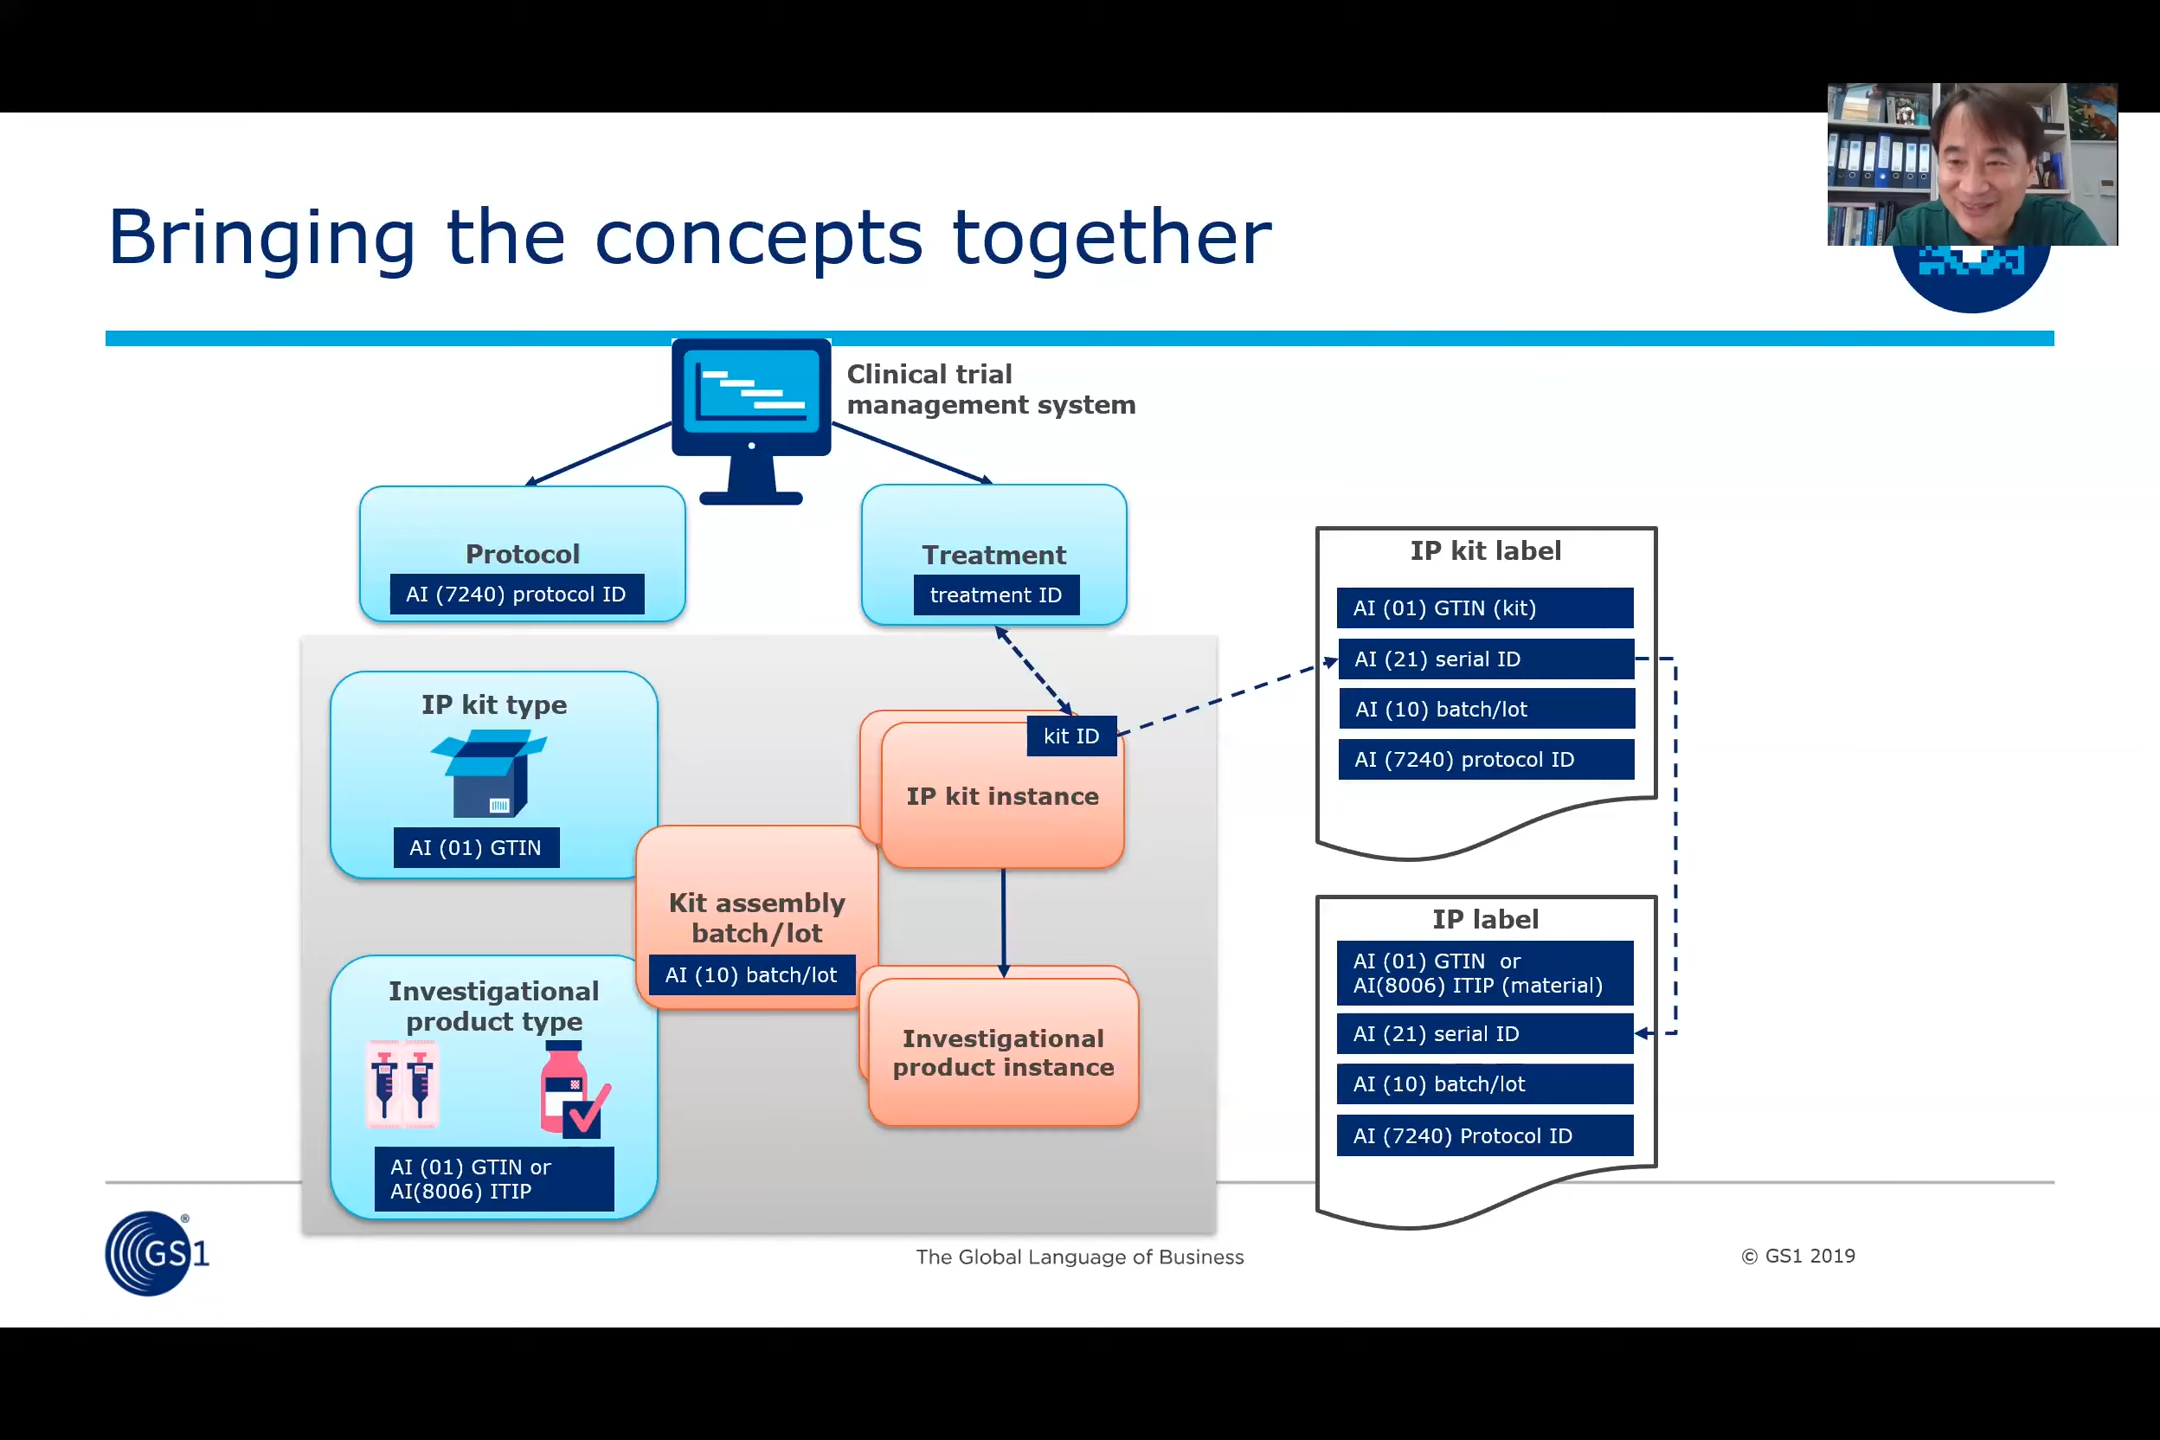 Bringing the concepts together
Clinical trial
management system
Protocol
AI (7240) protocol ID
Treatment
treatment ID
IP kit type
AI (01) GTIN
kit ID
IP kit instance
Kit assembly
batch/lot
AI (10) batch/lot
Investigational
product type
AI (01) GTIN or
AI(8006) ITIP
Investigational
product instance
IP kit label
AI (01) GTIN (kit)
AI (21) serial ID
AI (10) batch/lot
AI (7240) protocol ID
IP label
AI (01) GTIN or
AI(8006) ITIP (material)
AI (21) serial ID
AI (10) batch/lot
AI (7240) Protocol ID
GS1®
The Global Language of Business
© GS1 2019